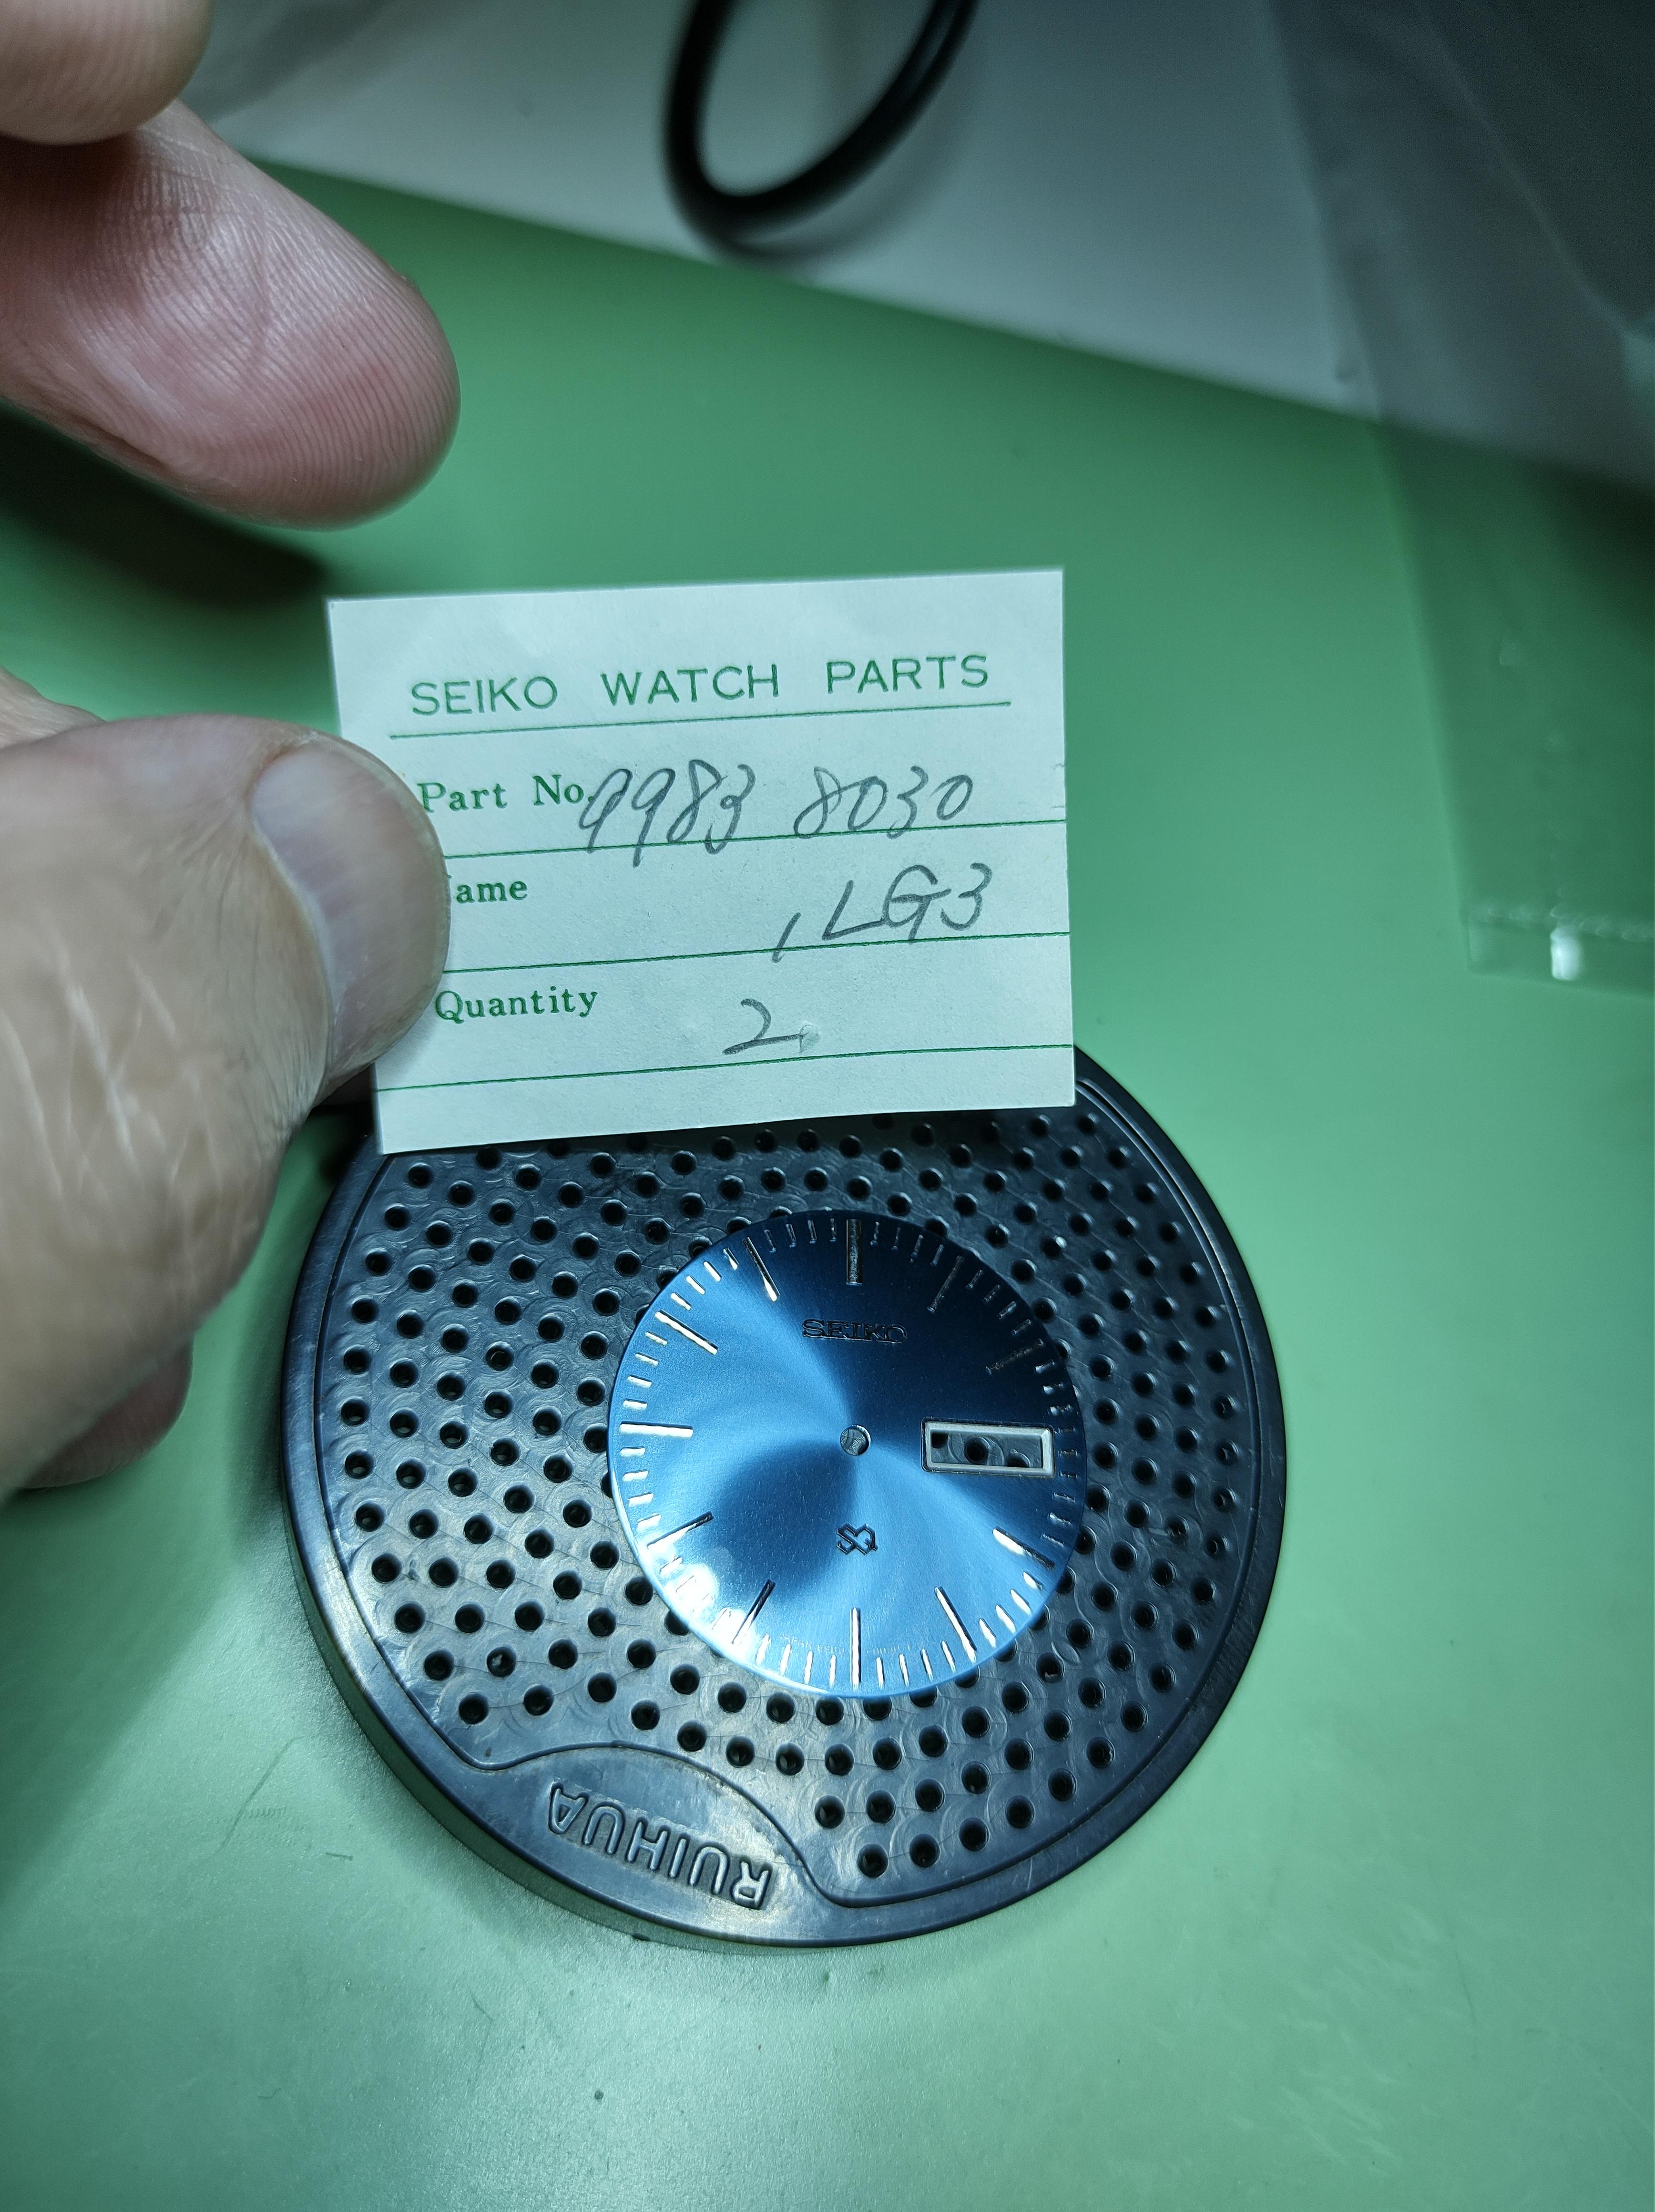 SEIKO WATCH PARTS
Part No. 9983 8030
ame , LG3
Quantity 2
SEIKO
SQ
RUIHUA